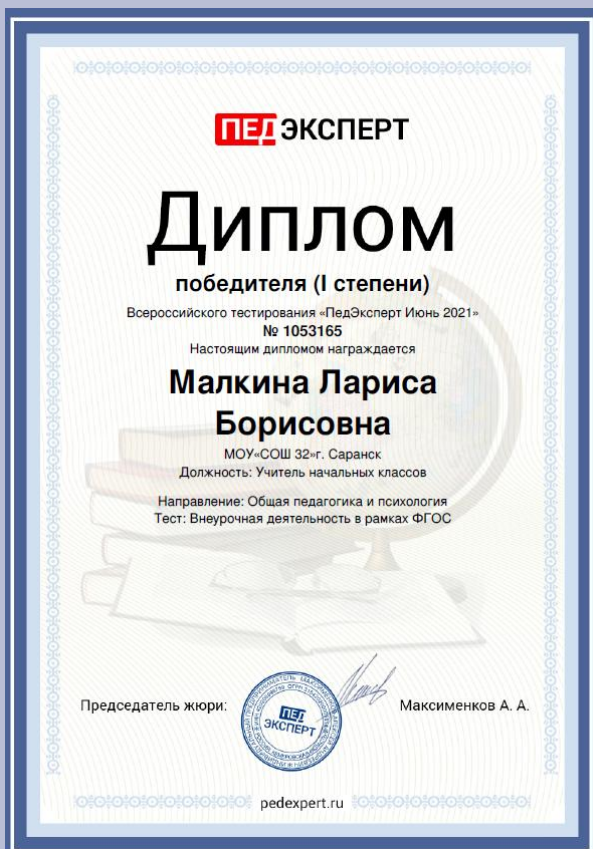 ПЕДЭКСПЕРТ
Диплом
победителя (I степени)
Всероссийского тестирования «ПедЭксперт Июнь 2021»
№ 1053165
Настоящим дипломом награждается
Малкина Лариса
Борисовна
МОУ«СОШ 32»г. Саранск
Должность: Учитель начальных классов
Направление: Общая педагогика и психология
Тест: Внеурочная деятельность в рамках ФГОС
Председатель жюри:
ПЕД
ЭКСПЕРТ
Максименков А. А.
pedexpert.ru